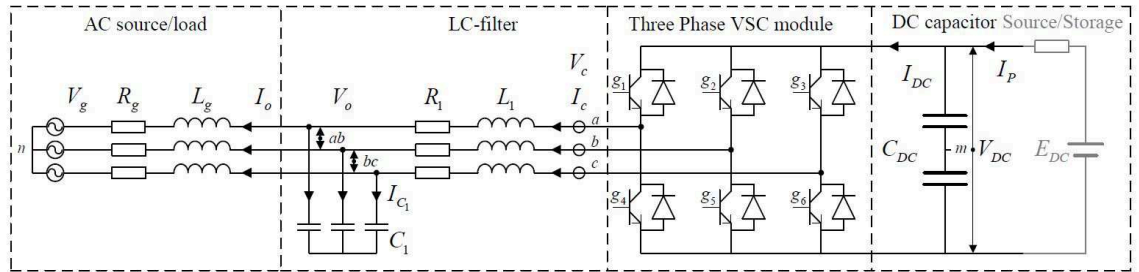 AC source/load
LC-filter
Three Phase VSC module
DC capacitor Source/Storage
V_g R_g L_g I_o V_o R_1 L_1 V_c I_c
g_1 g_2 g_3
I_DC I_P
a
n
ab
b
bc
c
C_DC m V_DC E_DC
g_4 g_5 g_6
I_C_1
C_1